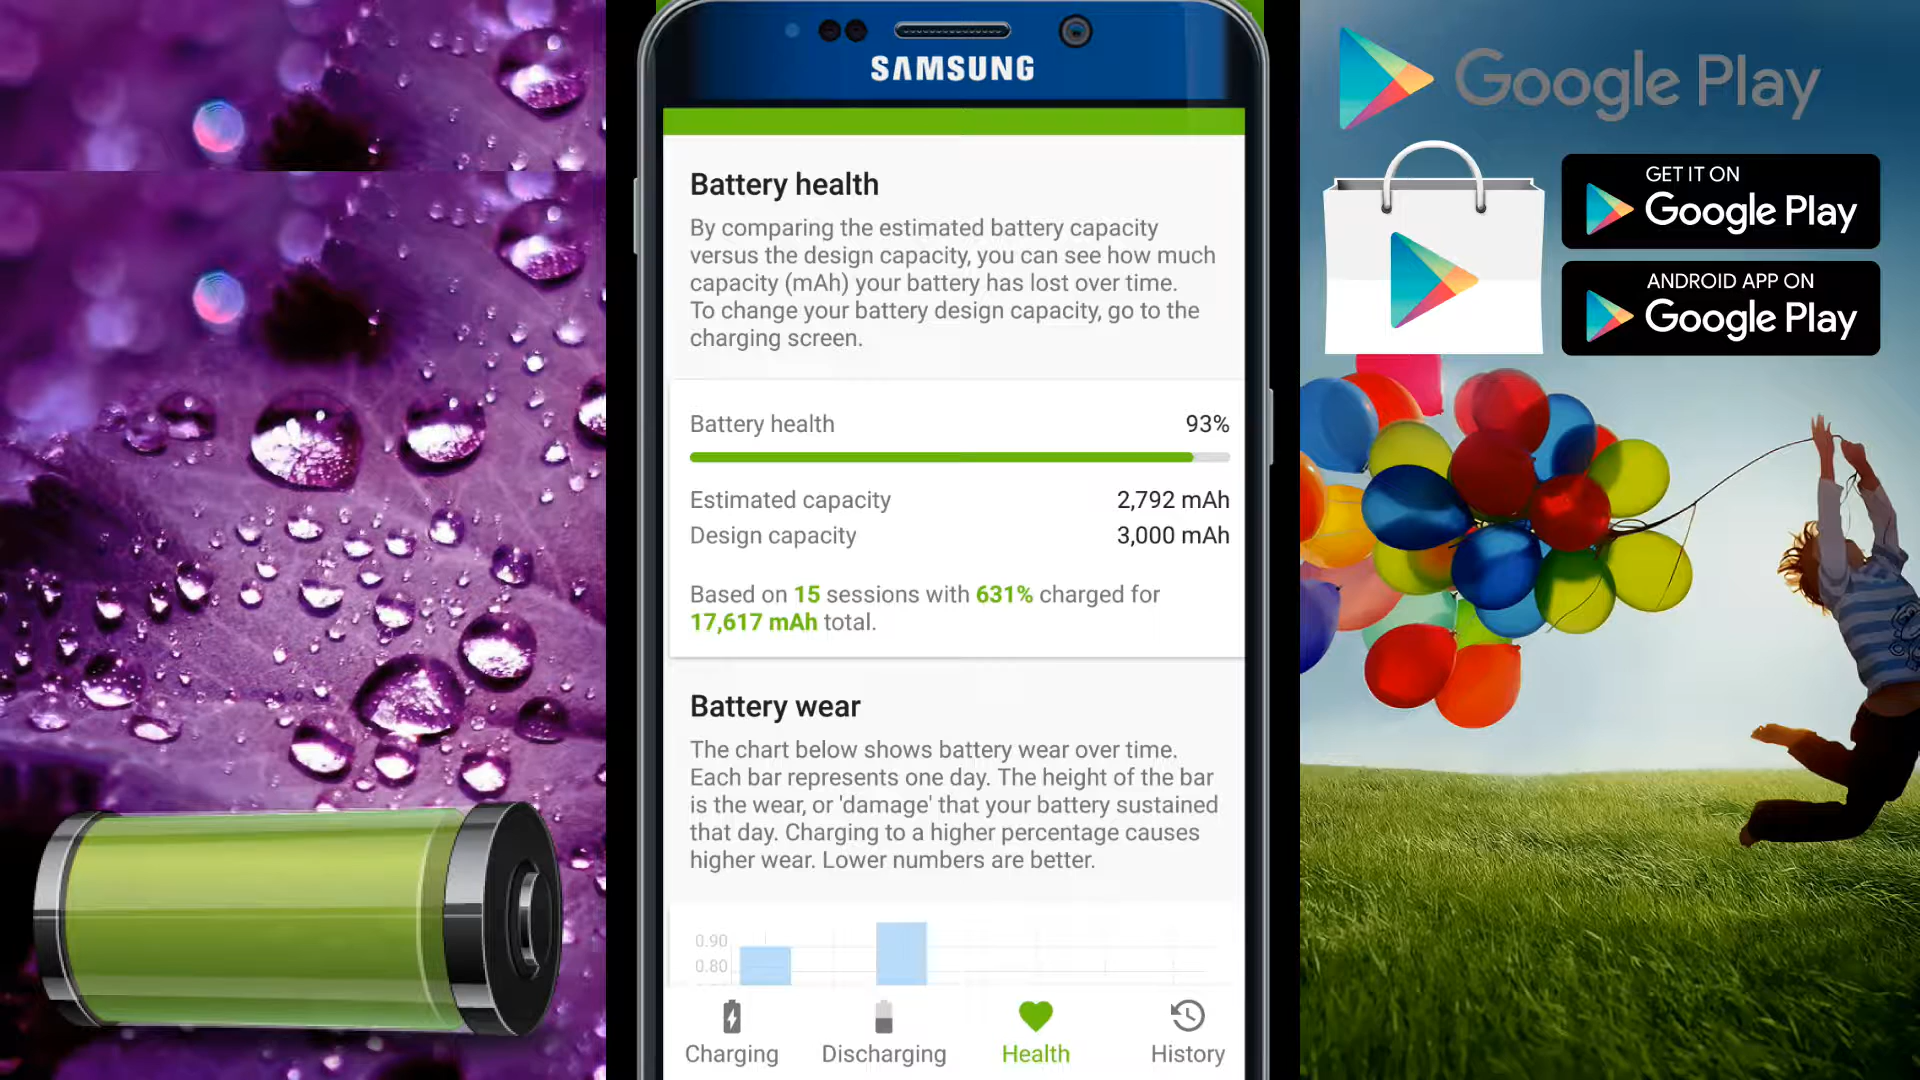 SAMSUNG
Battery health
By comparing the estimated battery capacity
versus the design capacity, you can see how much
capacity (mAh) your battery has lost over time.
To change your battery design capacity, go to the
charging screen.
Battery health 93%
Estimated capacity 2,792 mAh
Design capacity 3,000 mAh
Based on 15 sessions with 631% charged for
17,617 mAh total.
Battery wear
The chart below shows battery wear over time.
Each bar represents one day. The height of the bar
is the wear, or 'damage' that your battery sustained
that day. Charging to a higher percentage causes
higher wear. Lower numbers are better.
0.90
0.80
Charging Discharging Health History
Google Play
GET IT ON
Google Play
ANDROID APP ON
Google Play